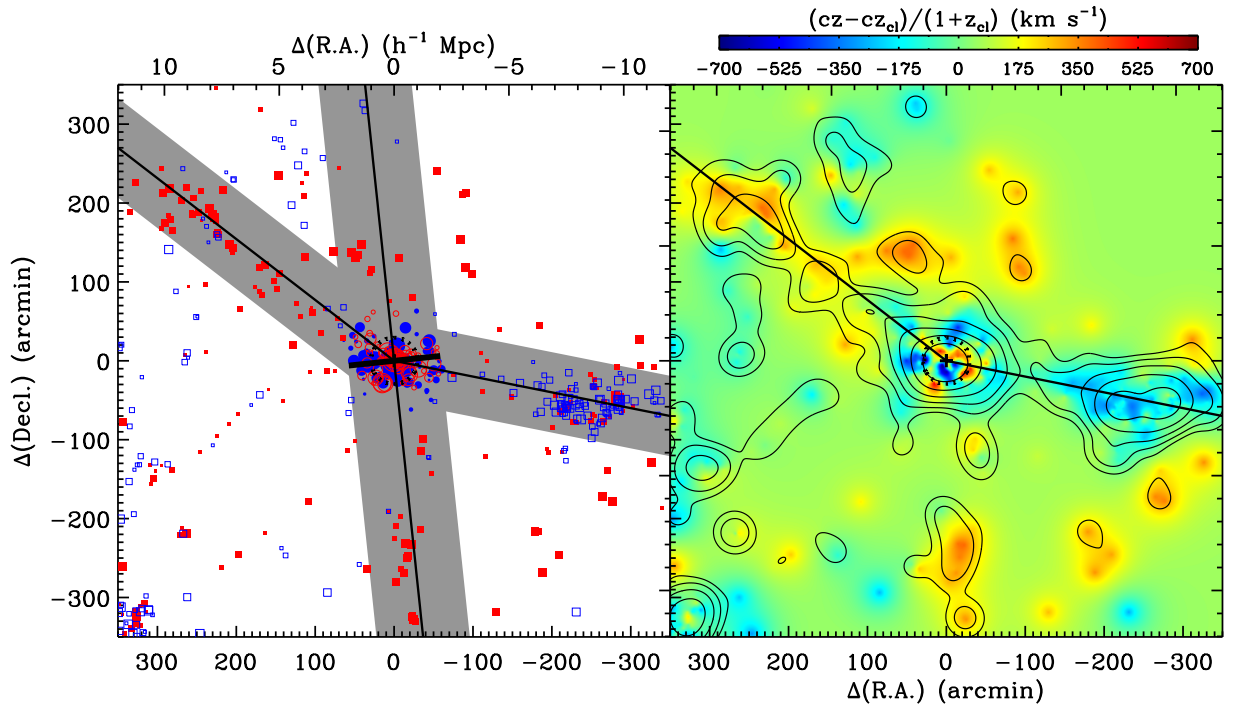 Δ(R.A.) (h⁻¹ Mpc)
(cz−cz_cl)/(1+z_cl) (km s⁻¹)
10 5 0 −5 −10
−700 −525 −350 −175 0 175 350 525 700
Δ(Decl.) (arcmin)
300
200
100
0
−100
−200
−300
300 200 100 0 −100 −200 −300
300 200 100 0 −100 −200 −300
Δ(R.A.) (arcmin)